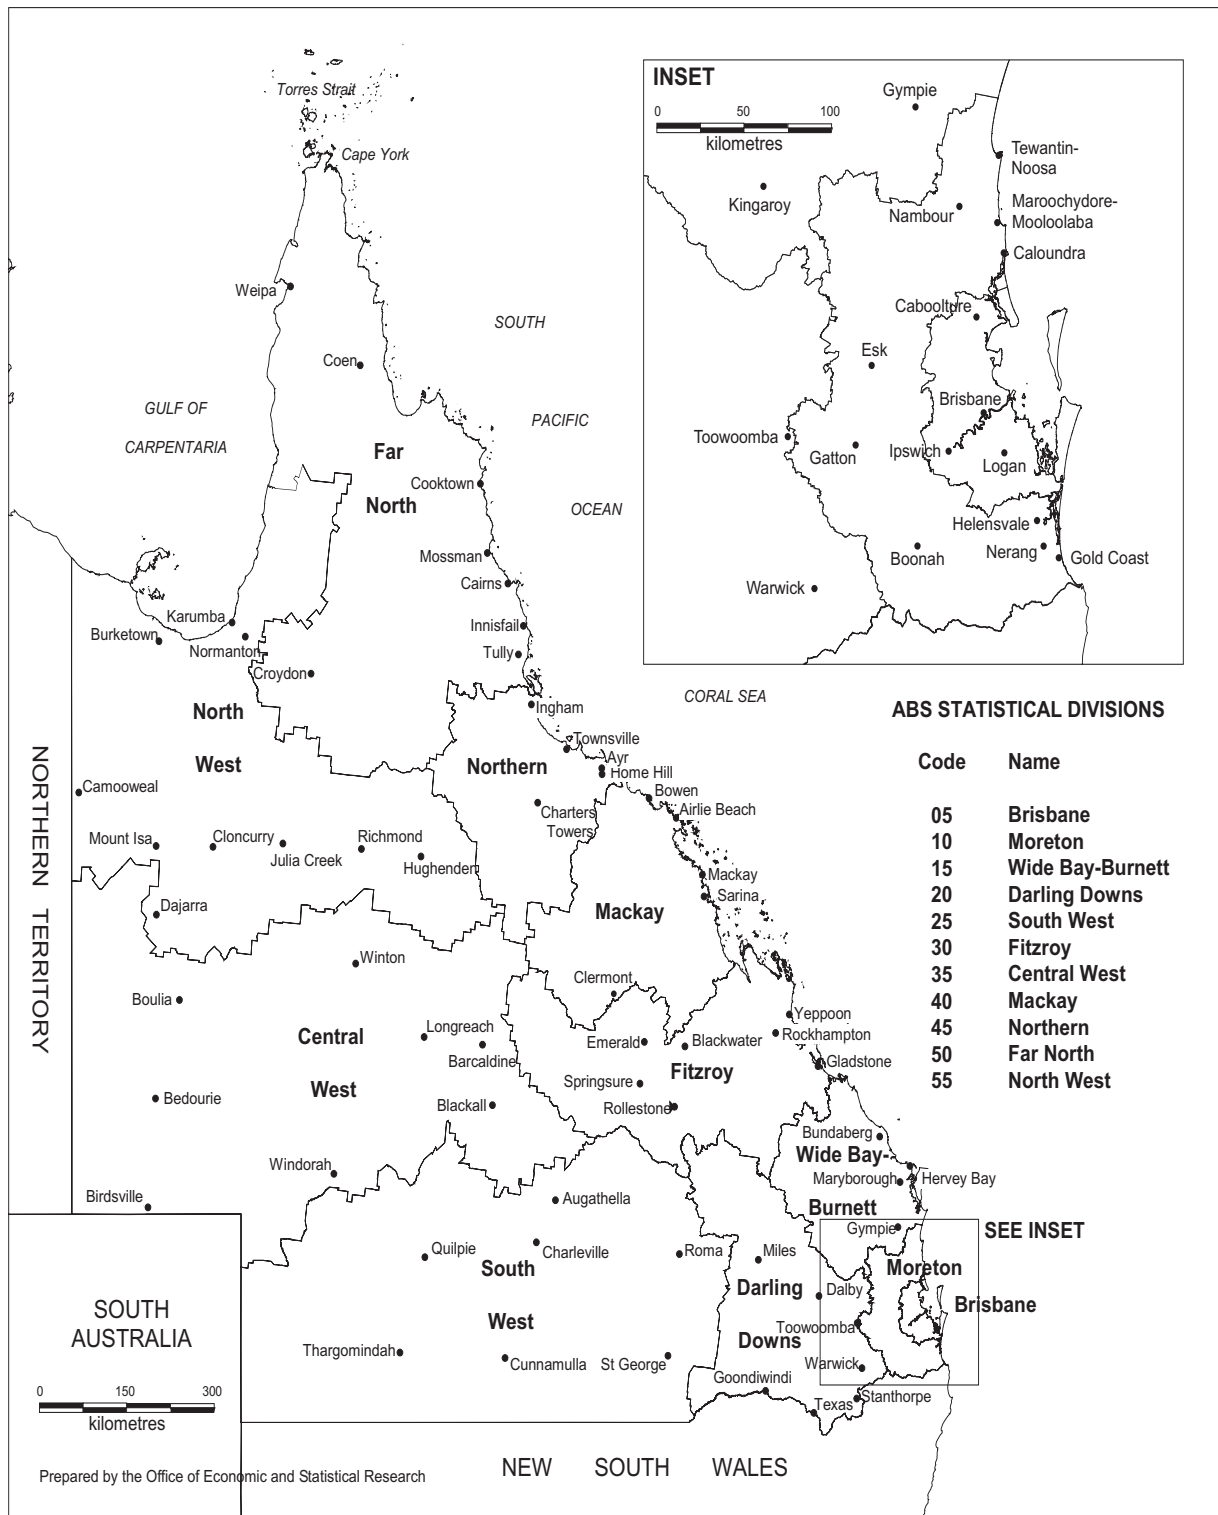 INSET
0 50 100
kilometres
Gympie
Tewantin-
Noosa
Kingaroy
Nambour
Maroochydore-
Mooloolaba
Caloundra
Caboolture
Esk
Brisbane
Toowoomba
Gatton
Ipswich
Logan
Helensvale
Boonah
Nerang
Gold Coast
Warwick
Torres Strait
Cape York
Weipa
SOUTH
Coen
GULF OF
PACIFIC
CARPENTARIA
Far
Cooktown
North
OCEAN
Mossman
Cairns
Karumba
Innisfail
Burketown
Normanton
Tully
Croydon
CORAL SEA
Ingham
North
Townsville
West
Northern
Ayr
Home Hill
Camooweal
Bowen
Charters
Towers
Airlie Beach
Mount Isa
Cloncurry
Julia Creek
Richmond
Hughenden
Mackay
Sarina
Dajarra
Mackay
Winton
Clermont
Boulia
Yeppoon
Central
Longreach
Rockhampton
Emerald
Blackwater
Barcaldine
Gladstone
West
Springsure
Fitzroy
Bedourie
Blackall
Rollestone
Bundaberg
Wide Bay-
Windorah
Maryborough
Hervey Bay
Birdsville
Augathella
Burnett
Gympie
SEE INSET
Quilpie
Charleville
Roma
Miles
South
Moreton
Darling
Dalby
Brisbane
West
Toowoomba
Downs
Thargomindah
Cunnamulla
St George
Warwick
Goondiwindi
Texas
Stanthorpe
NORTHERN TERRITORY
SOUTH
AUSTRALIA
0 150 300
kilometres
NEW SOUTH WALES
Prepared by the Office of Economic and Statistical Research
ABS STATISTICAL DIVISIONS
Code Name
05 Brisbane
10 Moreton
15 Wide Bay-Burnett
20 Darling Downs
25 South West
30 Fitzroy
35 Central West
40 Mackay
45 Northern
50 Far North
55 North West